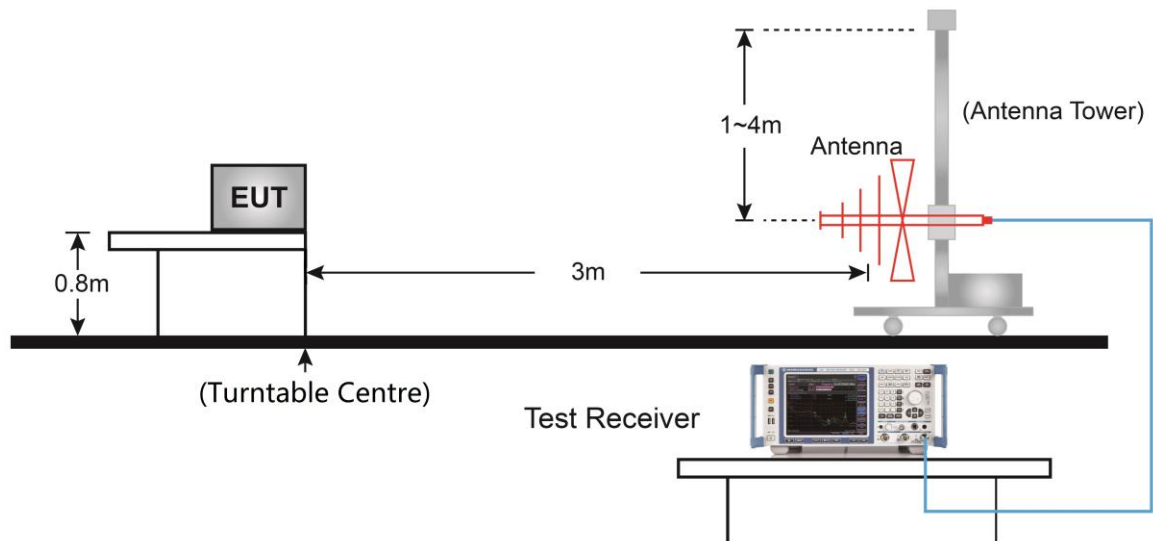 1~4m
(Antenna Tower)
Antenna
EUT
0.8m
3m
(Turntable Centre)
Test Receiver